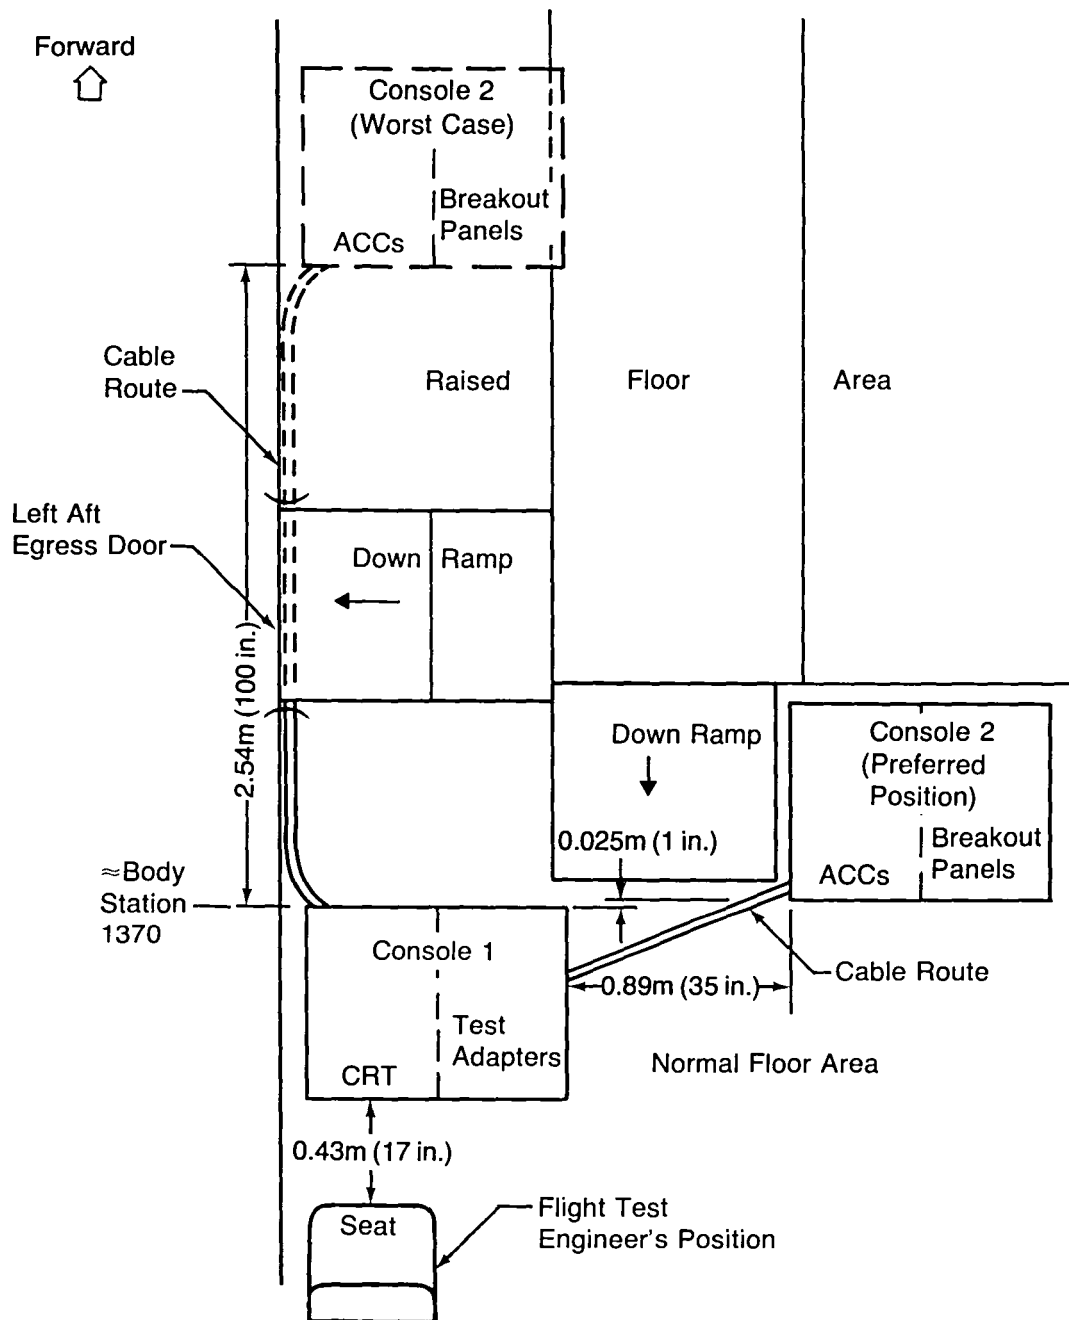 Forward
Console 2
(Worst Case)
Breakout
Panels
ACCs
Cable
Route
Raised Floor Area
Left Aft
Egress Door
Down Ramp
2.54m (100 in.)
Down Ramp
Console 2
(Preferred
Position)
0.025m (1 in.)
Breakout
Panels
ACCs
≈Body
Station
1370
Console 1
Cable Route
0.89m (35 in.)
Test
Adapters
CRT
Normal Floor Area
0.43m (17 in.)
Seat
Flight Test
Engineer's Position